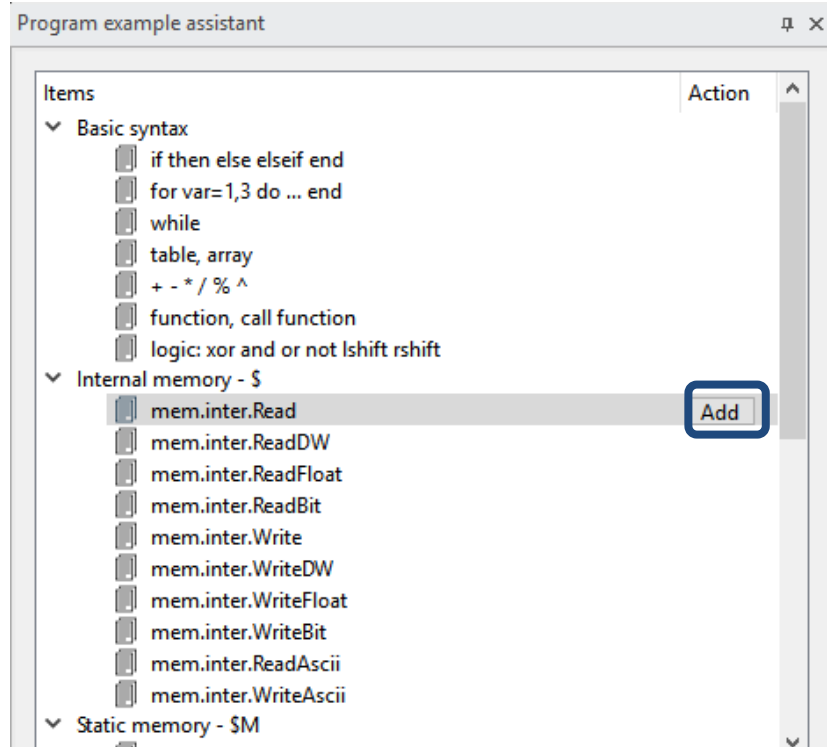 Program example assistant
Items Action
Basic syntax
if then else elseif end
for var=1,3 do ... end
while
table, array
+ - * / % ^
function, call function
logic: xor and or not lshift rshift
Internal memory - $
mem.inter.Read Add
mem.inter.ReadDW
mem.inter.ReadFloat
mem.inter.ReadBit
mem.inter.Write
mem.inter.WriteDW
mem.inter.WriteFloat
mem.inter.WriteBit
mem.inter.ReadAscii
mem.inter.WriteAscii
Static memory - $M